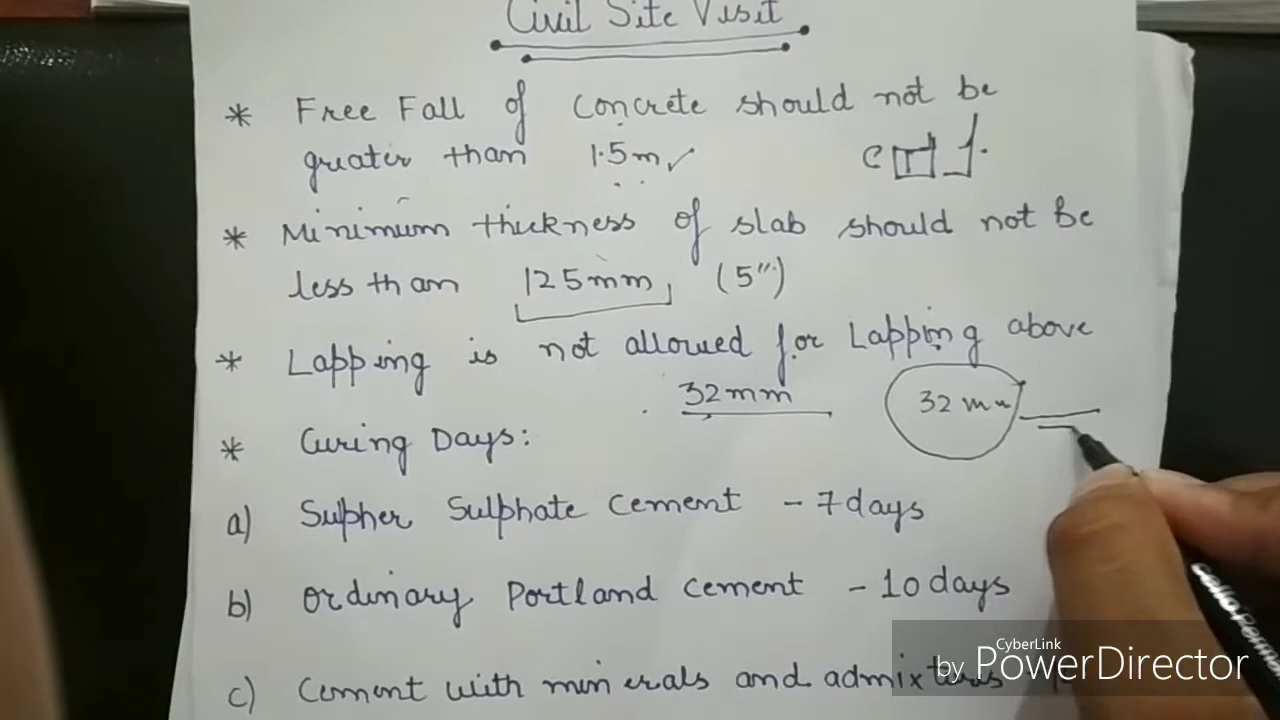 Civil Site Visit
* Free Fall of concrete should not be
greater than 1.5m ✓
* Minimum thickness of slab should not be
less than 125mm (5")
* Lapping is not allowed for Lapping above
32mm 32mm
* Curing Days:
a) Supher Sulphate cement - 7days
b) Ordinary Portland cement - 10days
c) Cement with minerals and admixtures
CyberLink
by PowerDirector
cello